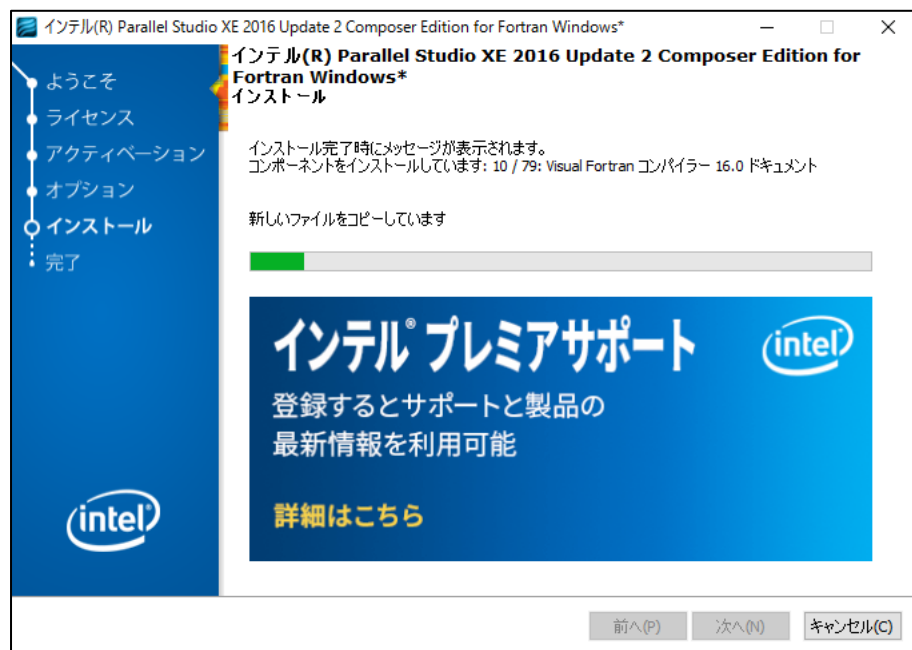 インテル(R) Parallel Studio XE 2016 Update 2 Composer Edition for Fortran Windows*
ようこそ
ライセンス
アクティベーション
オプション
インストール
完了
intel
インテル(R) Parallel Studio XE 2016 Update 2 Composer Edition for
Fortran Windows*
インストール
インストール完了時にメッセージが表示されます。
コンポーネントをインストールしています: 10 / 79: Visual Fortran コンパイラー 16.0 ドキュメント
新しいファイルをコピーしています
インテル® プレミアサポート
intel
登録するとサポートと製品の
最新情報を利用可能
詳細はこちら
前へ(P)
次へ(N)
キャンセル(C)